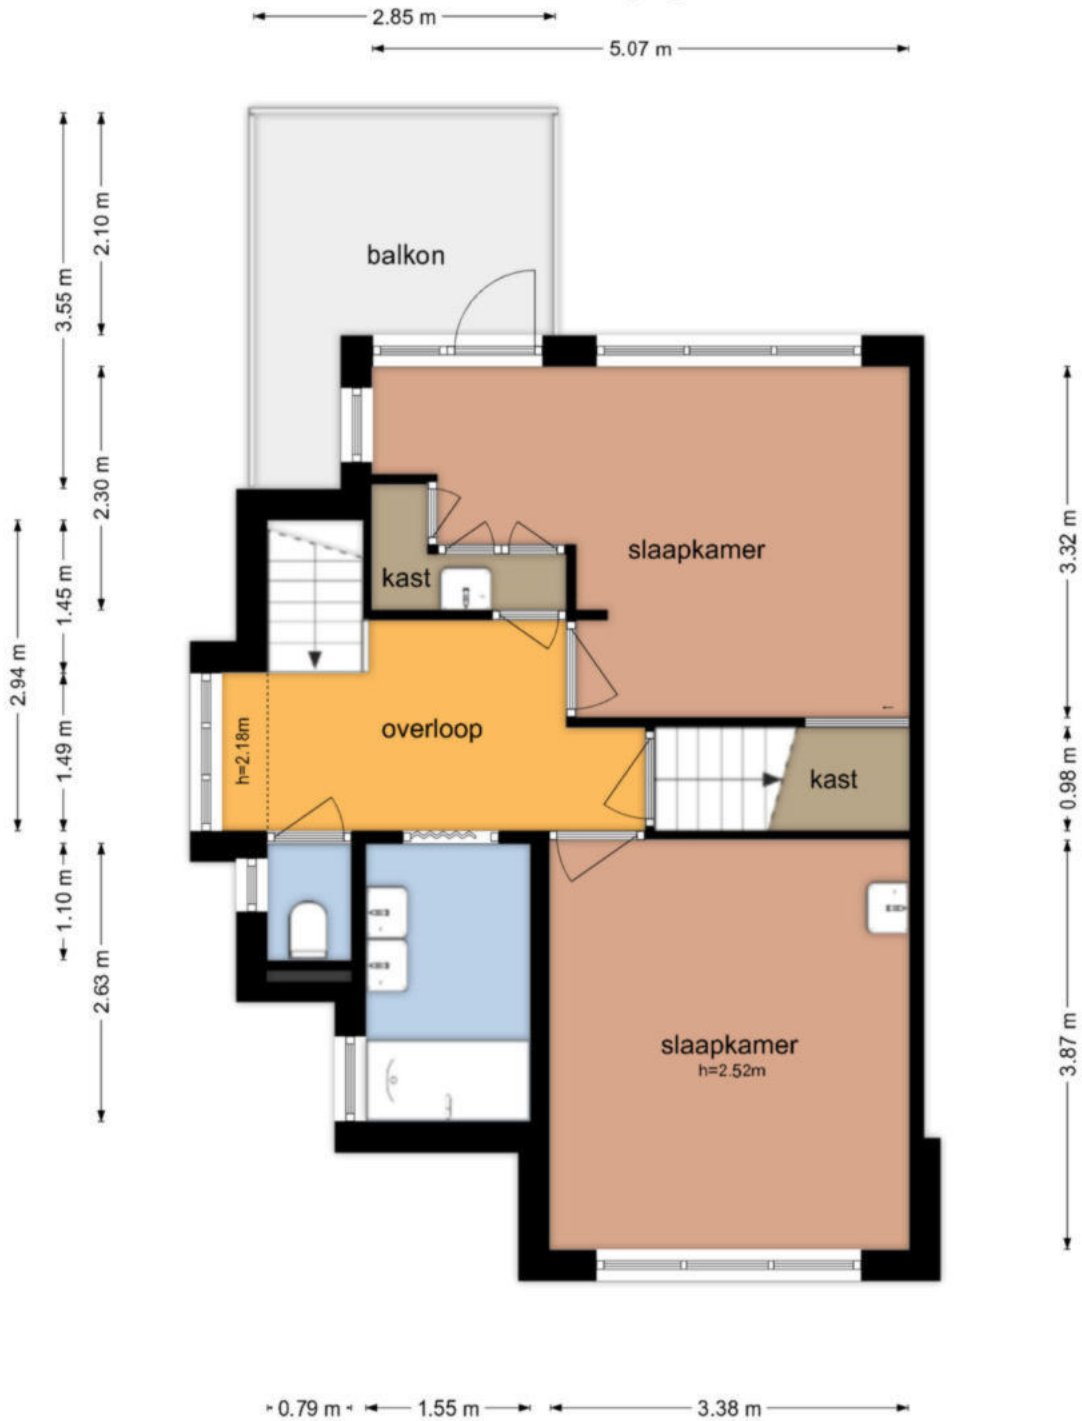 2.85 m
5.07 m
3.55 m
2.10 m
balkon
2.30 m
3.32 m
slaapkamer
kast
1.45 m
2.94 m
overloop
h=2.18m
1.49 m
kast
0.98 m
1.10 m
2.63 m
slaapkamer
h=2.52m
3.87 m
0.79 m
1.55 m
3.38 m